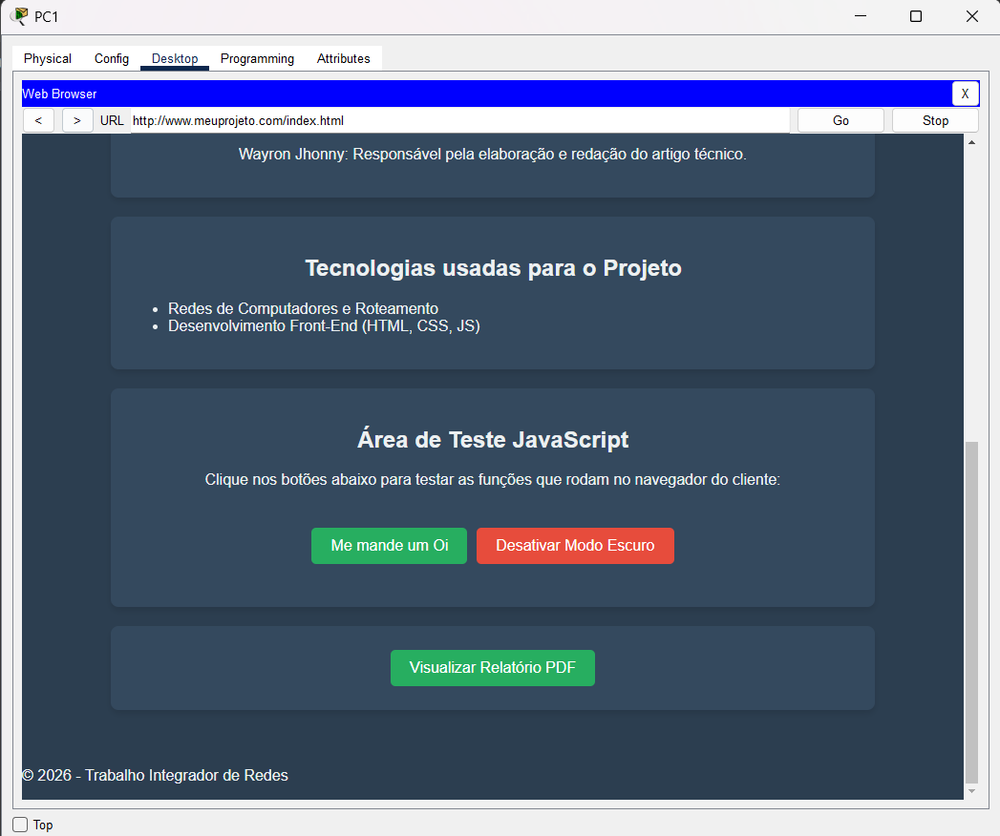 PC1
Physical Config Desktop Programming Attributes
Web Browser X
< > URL http://www.meuprojeto.com/index.html Go Stop
Wayron Jhonny: Responsável pela elaboração e redação do artigo técnico.
Tecnologias usadas para o Projeto
• Redes de Computadores e Roteamento
• Desenvolvimento Front-End (HTML, CSS, JS)
Área de Teste JavaScript
Clique nos botões abaixo para testar as funções que rodam no navegador do cliente:
Me mande um Oi Desativar Modo Escuro
Visualizar Relatório PDF
© 2026 - Trabalho Integrador de Redes
Top